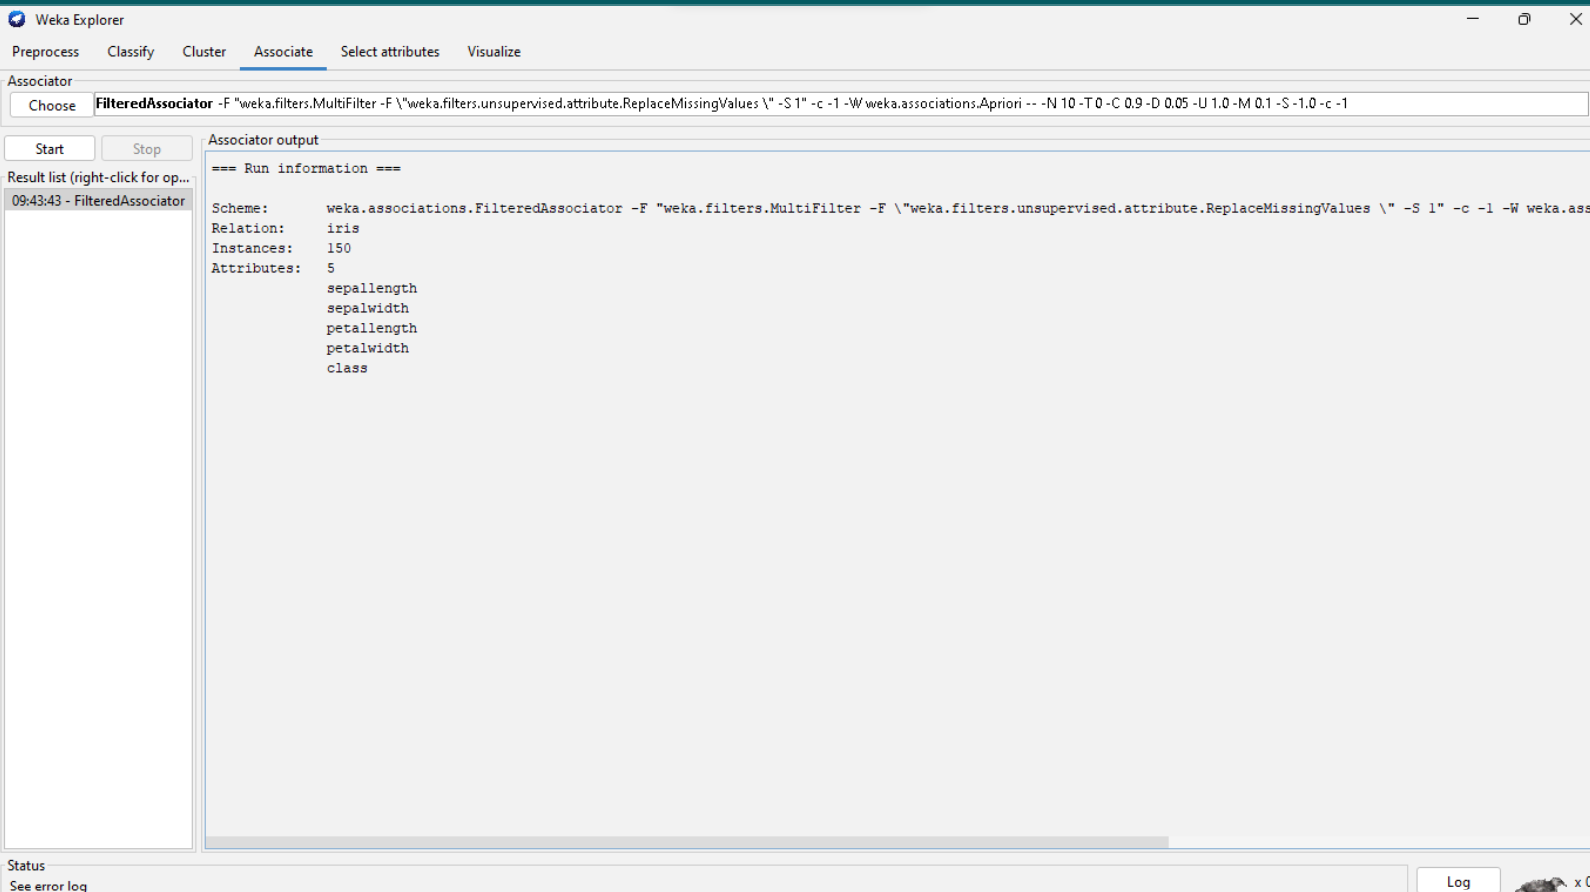 Weka Explorer
Preprocess Classify Cluster Associate Select attributes Visualize
Associator
Choose FilteredAssociator -F "weka.filters.MultiFilter -F \"weka.filters.unsupervised.attribute.ReplaceMissingValues \" -S 1" -c -1 -W weka.associations.Apriori -- -N 10 -T 0 -C 0.9 -D 0.05 -U 1.0 -M 0.1 -S -1.0 -c -1
Start Stop
Result list (right-click for op...
09:43:43 - FilteredAssociator
Associator output
=== Run information ===
Scheme: weka.associations.FilteredAssociator -F "weka.filters.MultiFilter -F \"weka.filters.unsupervised.attribute.ReplaceMissingValues \" -S 1" -c -1 -W weka.ass
Relation: iris
Instances: 150
Attributes: 5
sepallength
sepalwidth
petallength
petalwidth
class
Status
See error log
Log
x